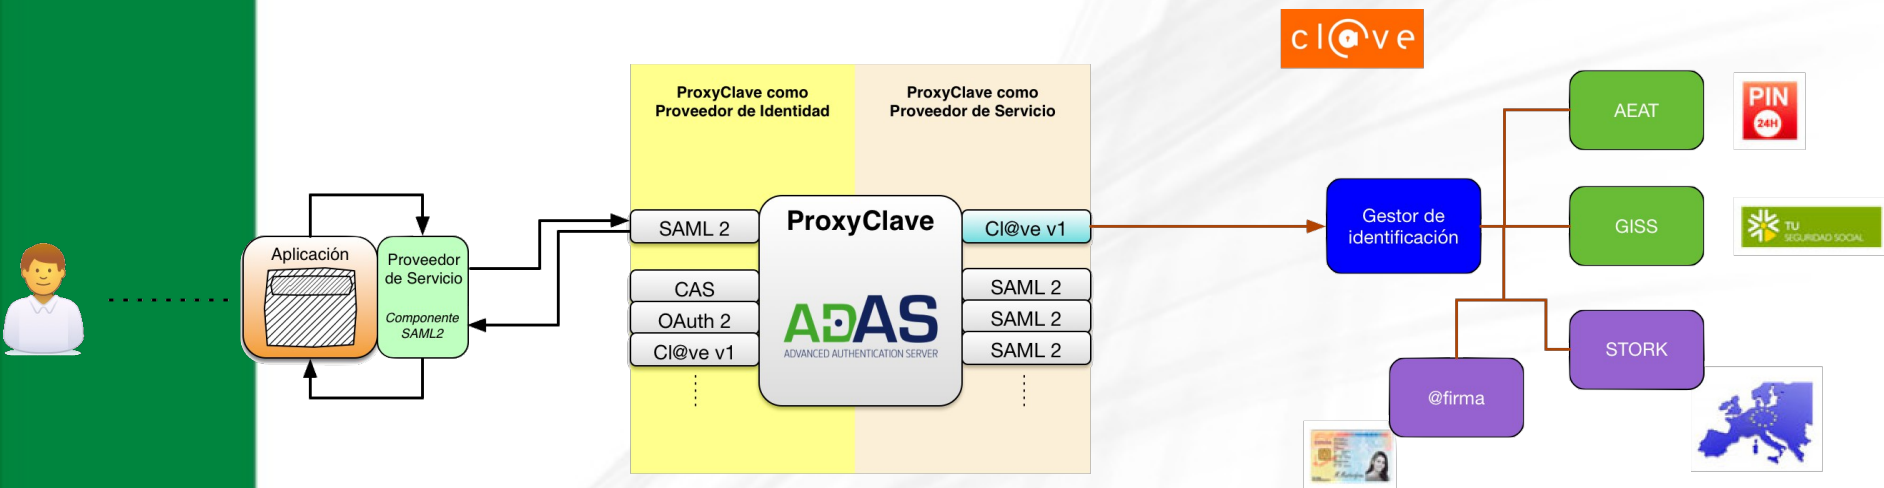 cl@ve
ProxyClave como
Proveedor de Identidad
ProxyClave como
Proveedor de Servicio
AEAT
PIN
24H
ProxyClave
SAML 2
Cl@ve v1
Gestor de
identificación
GISS
TU
SEGURIDAD SOCIAL
Aplicación
Proveedor
de Servicio
Componente
SAML2
CAS
OAuth 2
Cl@ve v1
SAML 2
SAML 2
SAML 2
ADAS
ADVANCED AUTHENTICATION SERVER
STORK
@firma